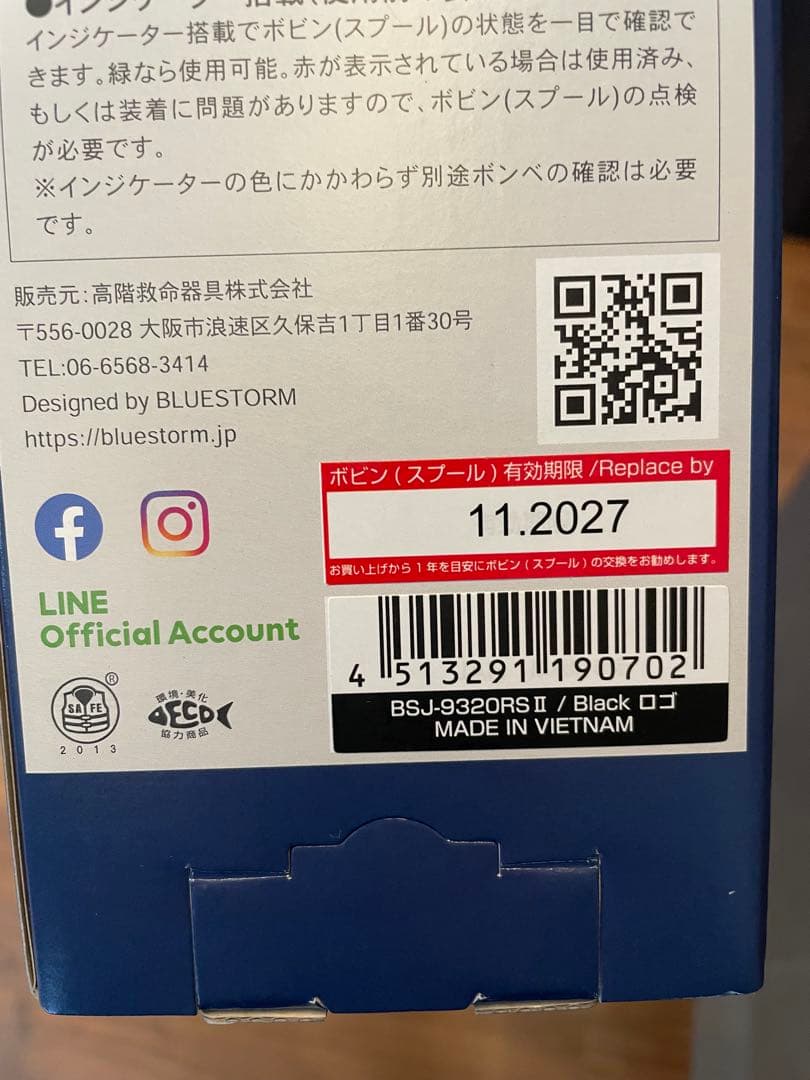 インジケーター搭載でボビン(スプール)の状態を一目で確認で
きます。緑なら使用可能。赤が表示されている場合は使用済み、
もしくは装着に問題がありますので、ボビン(スプール)の点検
が必要です。
※インジケーターの色にかかわらず別途ボンベの確認は必要
です。
販売元:高階救命器具株式会社
〒556-0028 大阪市浪速区久保吉1丁目1番30号
TEL:06-6568-3414
Designed by BLUESTORM
https://bluestorm.jp
ボビン(スプール)有効期限/Replace by
11.2027
お買い上げから1年を目安にボビン(スプール)の交換をお勧めします。
LINE
Official Account
4 513291 190702
BSJ-9320RSⅡ / Black ロゴ
MADE IN VIETNAM
SAFE
®
2013
環境・美化
ECO
協力商品